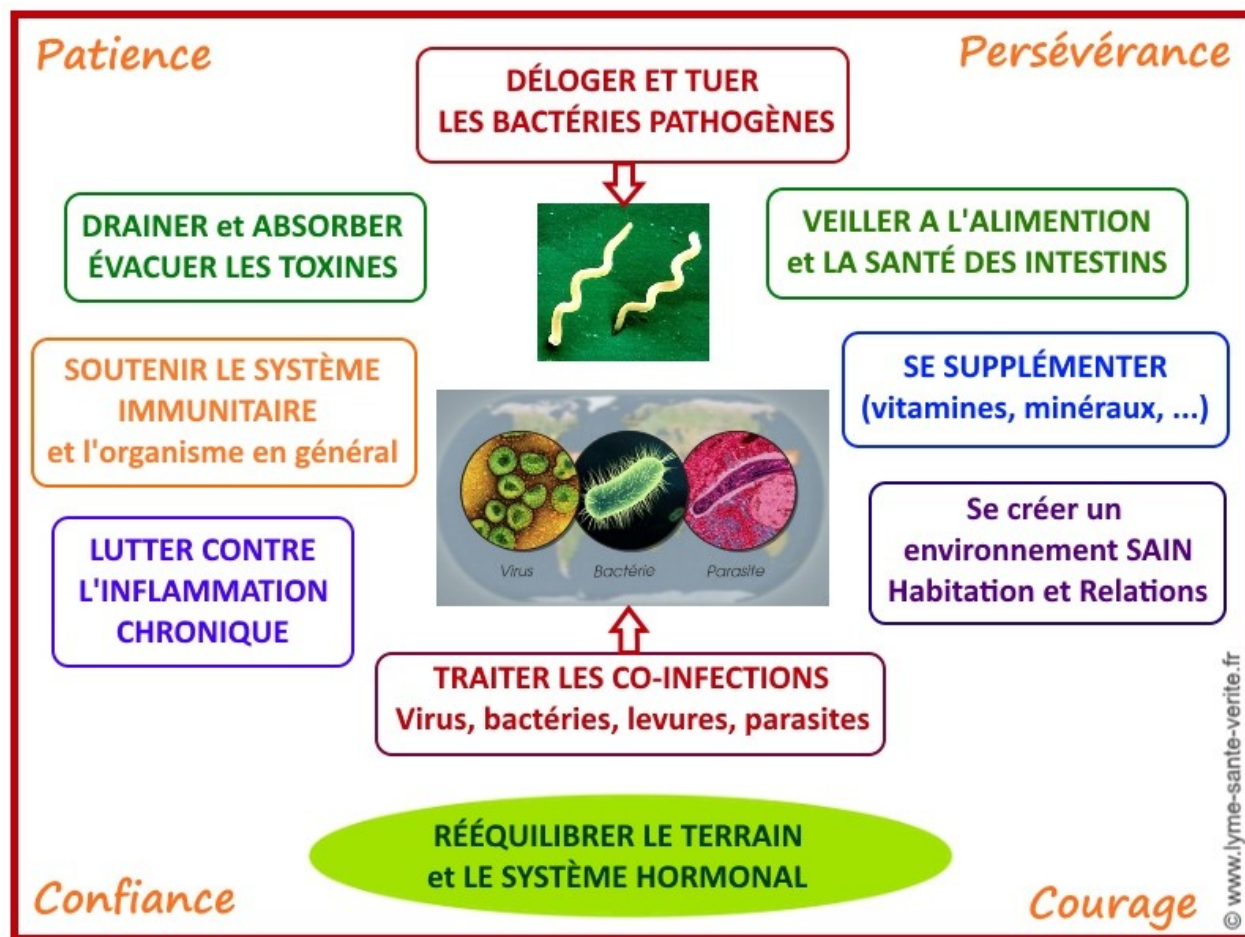 Patience
Persévérance
DÉLOGER ET TUER
LES BACTÉRIES PATHOGÈNES
DRAINER et ABSORBER
ÉVACUER LES TOXINES
VEILLER A L'ALIMENTION
et LA SANTÉ DES INTESTINS
SOUTENIR LE SYSTÈME
IMMUNITAIRE
et l'organisme en général
SE SUPPLÉMENTER
(vitamines, minéraux, ...)
Virus
Bactérie
Parasite
LUTTER CONTRE
L'INFLAMMATION
CHRONIQUE
Se créer un
environnement SAIN
Habitation et Relations
TRAITER LES CO-INFECTIONS
Virus, bactéries, levures, parasites
RÉÉQUILIBRER LE TERRAIN
et LE SYSTÈME HORMONAL
Confiance
Courage
© www.lyme-sante-verite.fr